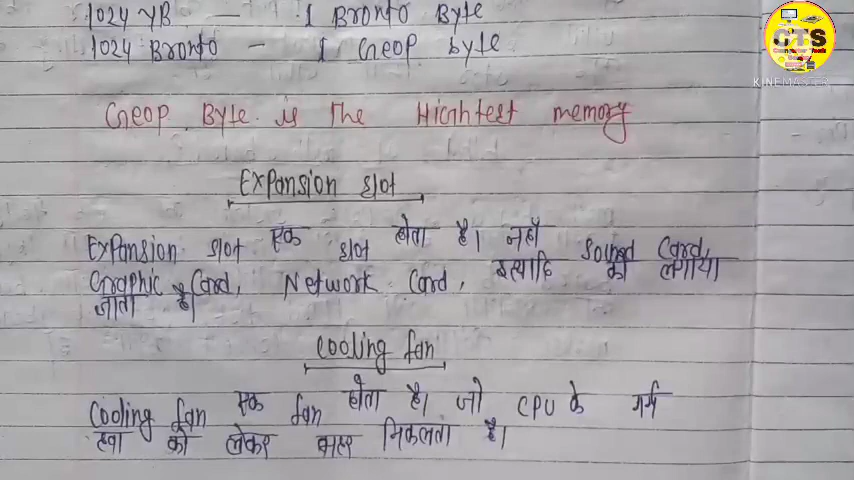 1024 YB — 1 Bronto Byte
1024 Bronto — 1 Geop byte
Geop Byte is The Highhtest memory
Expansion slot
Expansion slot एक slot होता है। जहाँ Sound Card,
Graphic Card, Network Card, इत्यादि को लगाया
जाता है।
Cooling fan
Cooling fan एक fan होता है। जो CPU के गर्म
हवा को लेकर बाहर निकलता है।
CTS
KINEMASTER